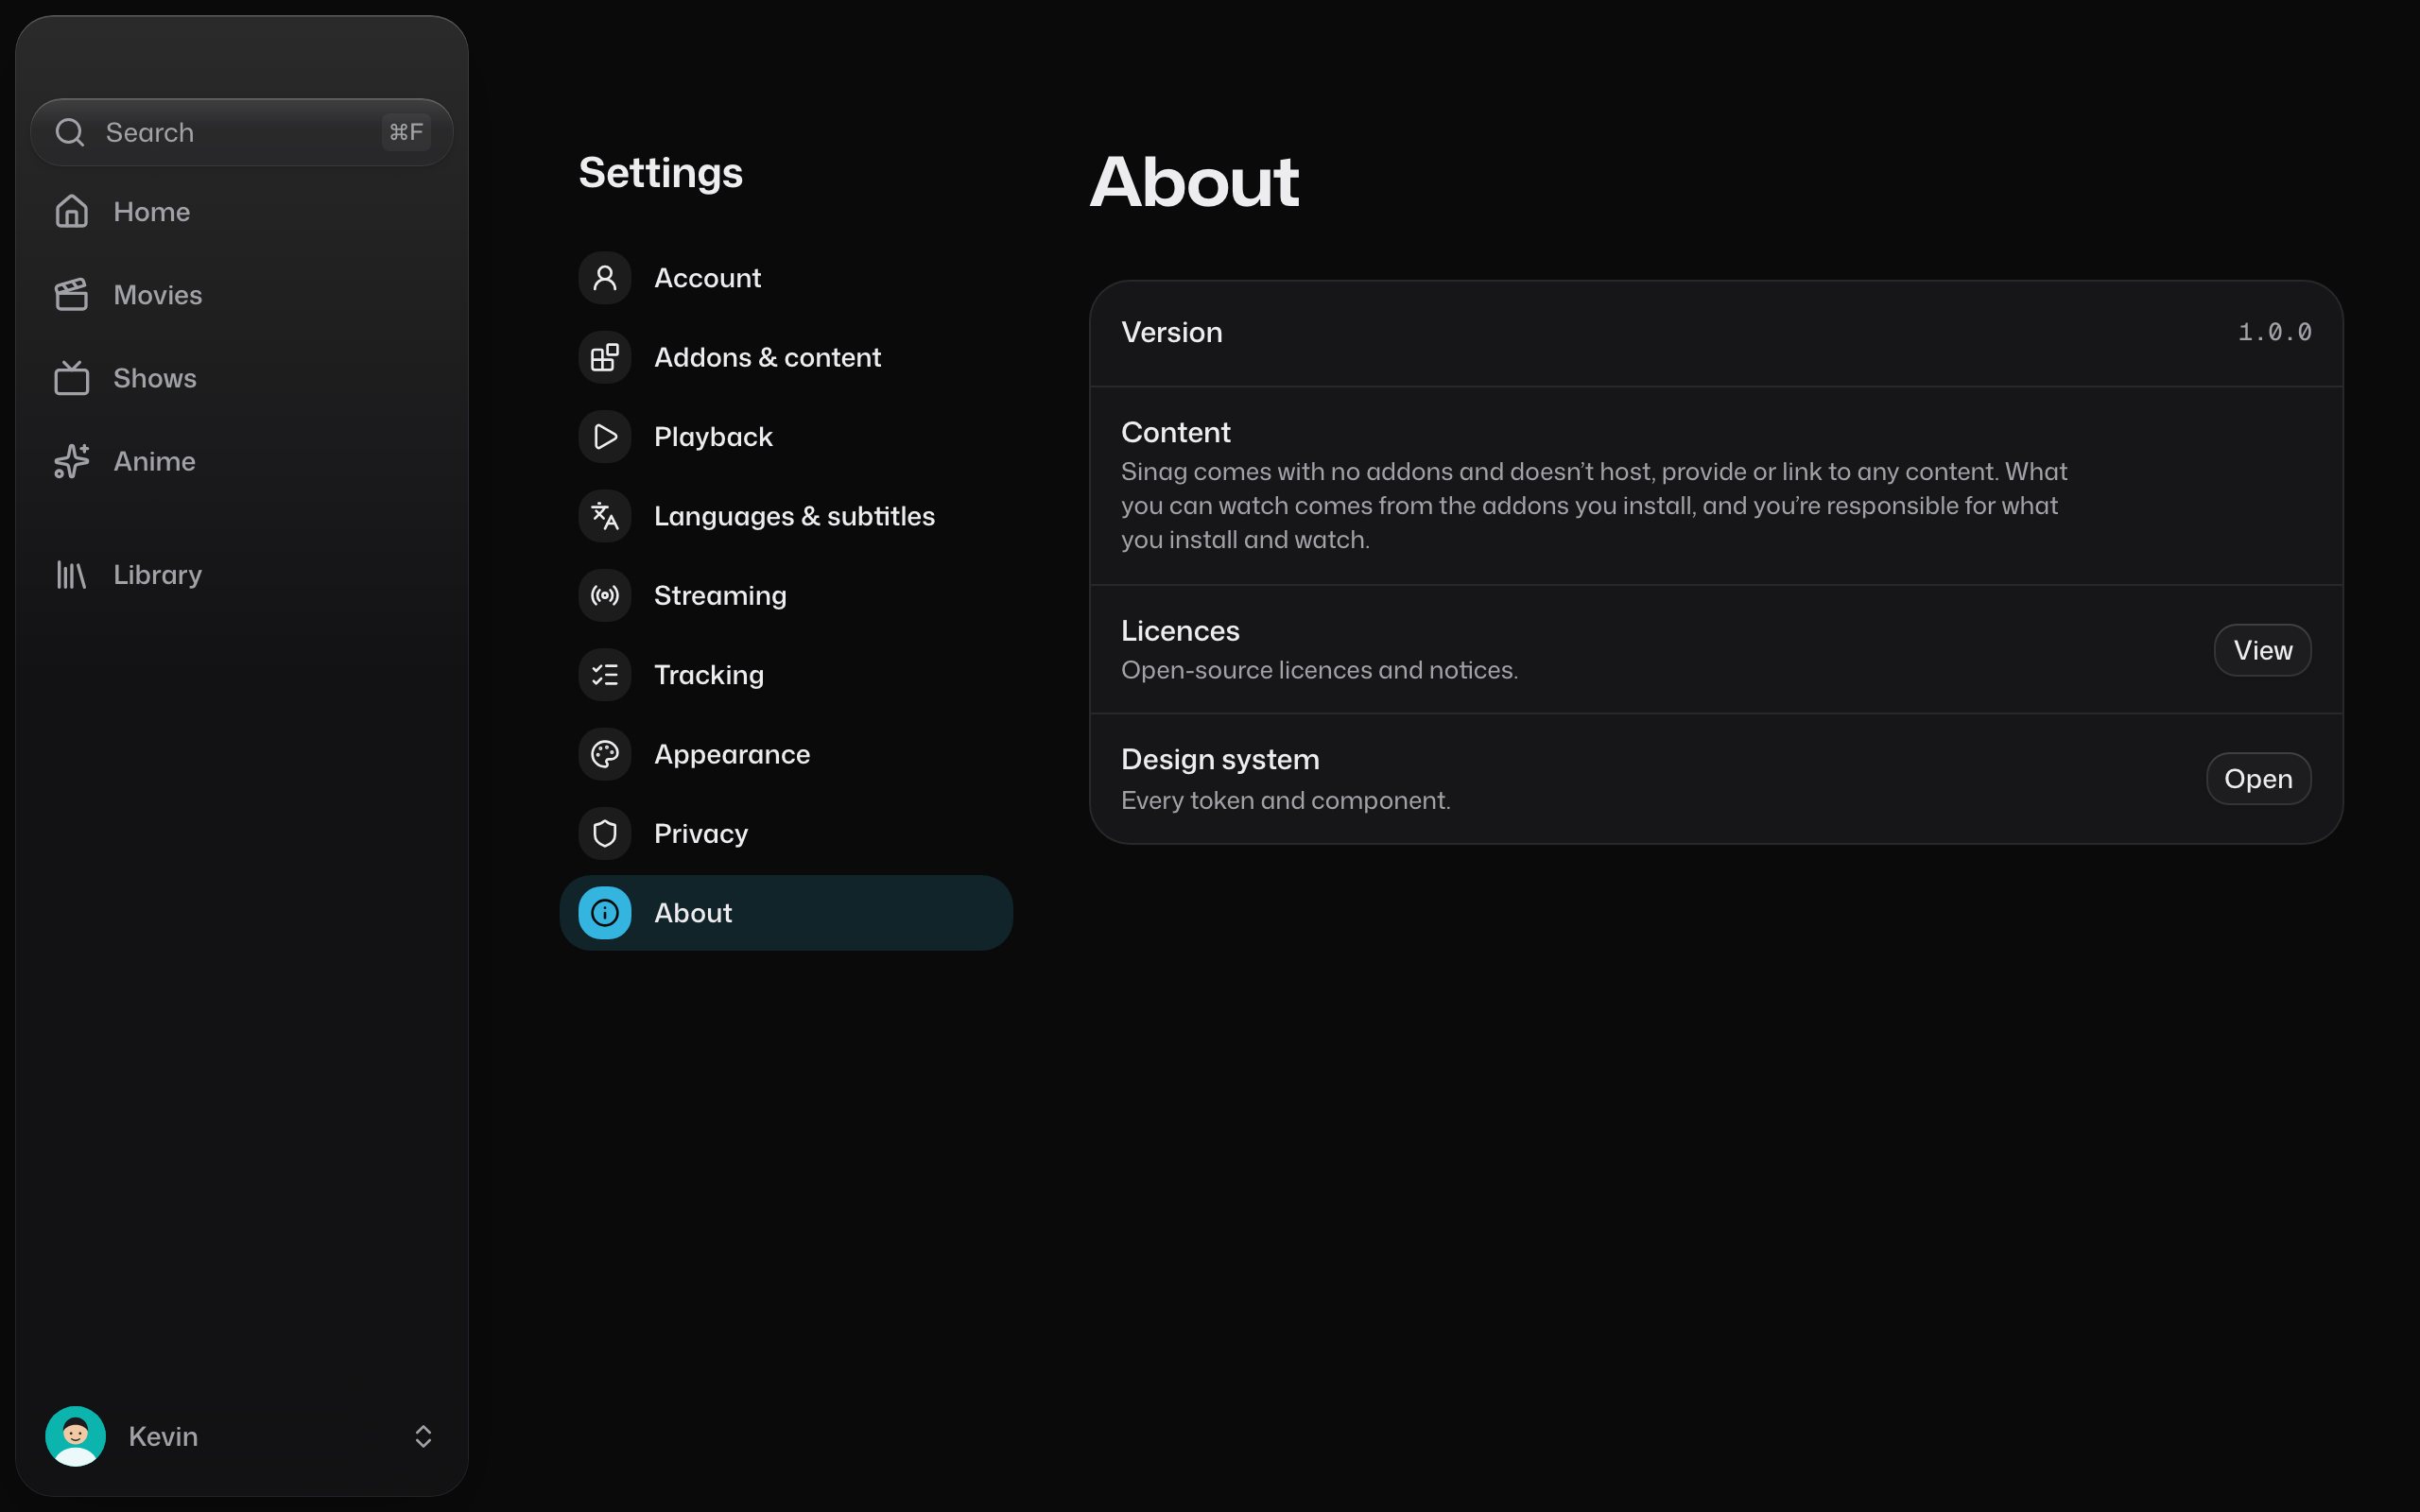 Search
⌘F
Home
Movies
Shows
Anime
Library
Kevin
Settings
Account
Addons & content
Playback
Languages & subtitles
Streaming
Tracking
Appearance
Privacy
About
About
Version
1.0.0
Content
Sinag comes with no addons and doesn’t host, provide or link to any content. What
you can watch comes from the addons you install, and you’re responsible for what
you install and watch.
Licences
Open-source licences and notices.
View
Design system
Every token and component.
Open